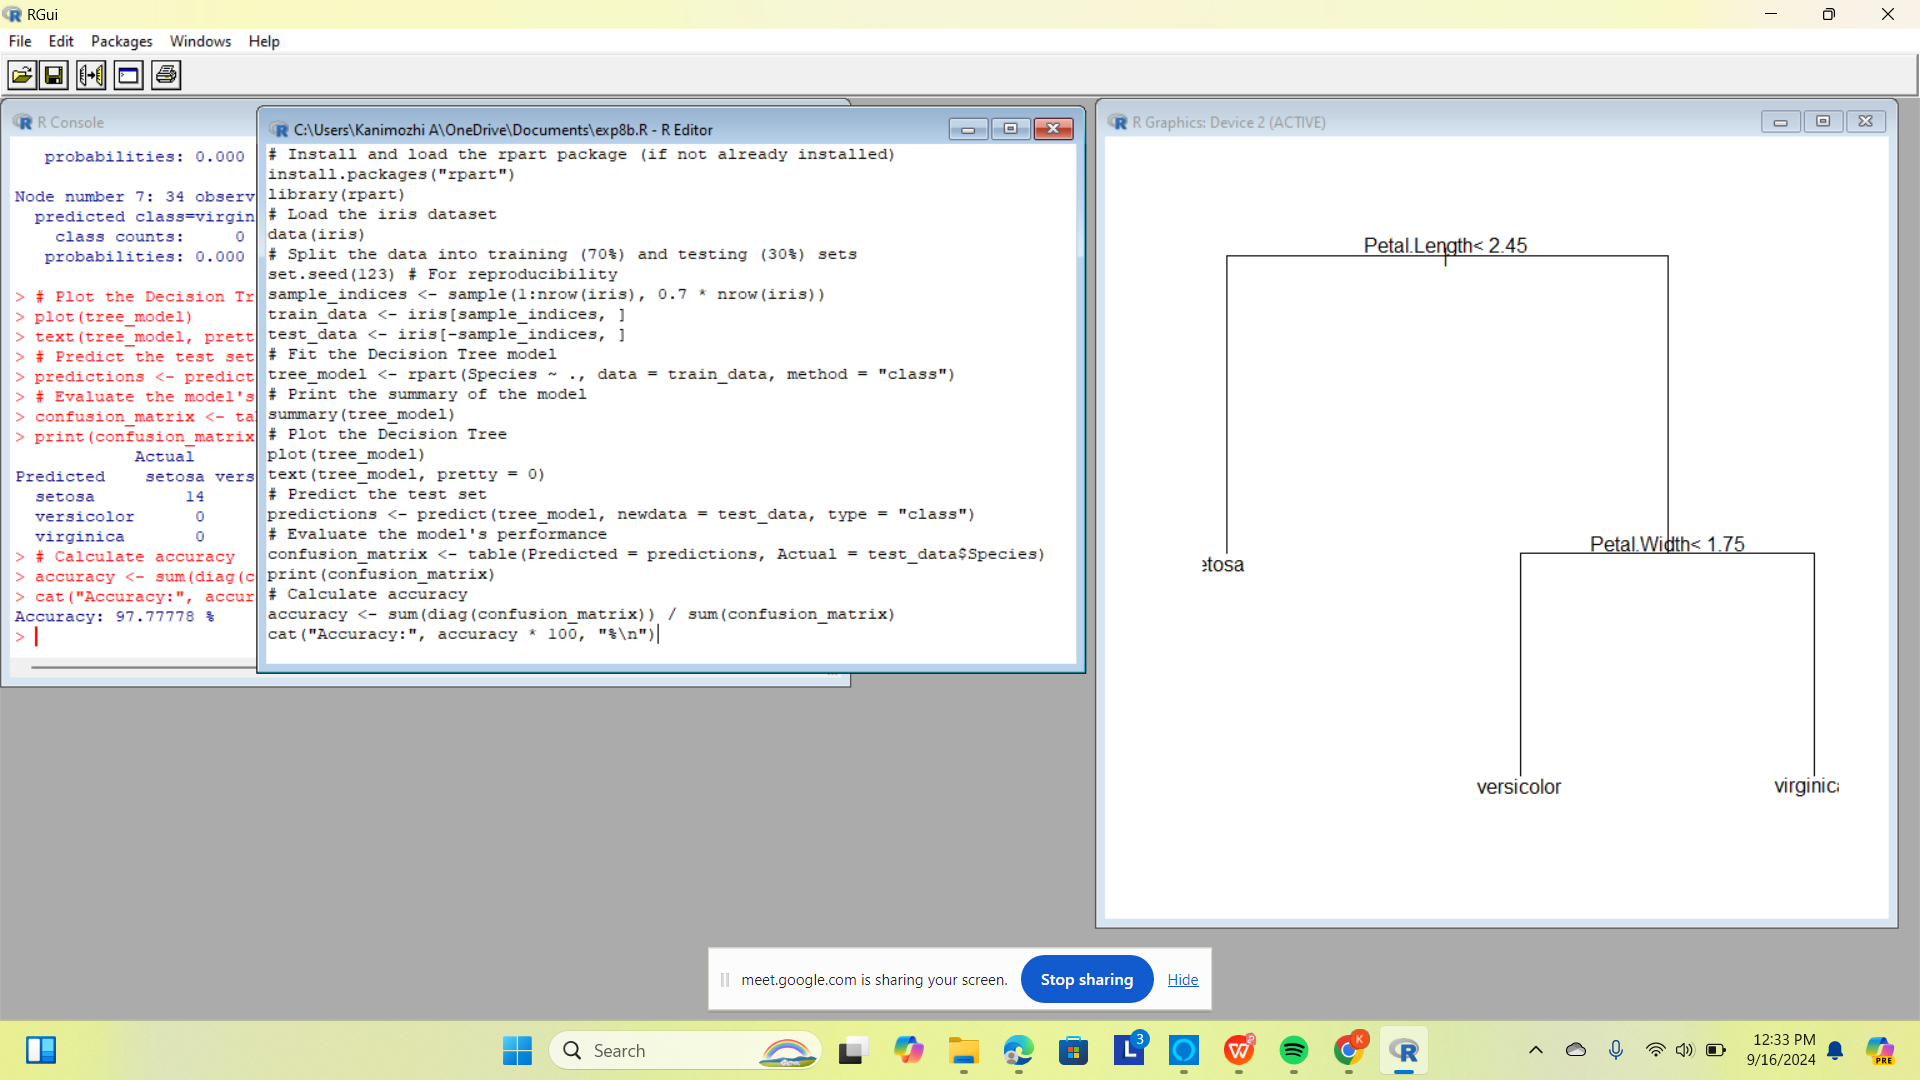 RGui
File Edit Packages Windows Help
R Console
probabilities: 0.000
Node number 7: 34 observ
predicted class=virgin
class counts: 0
probabilities: 0.000
> # Plot the Decision Tr
> plot(tree_model)
> text(tree_model, prett
> # Predict the test set
> predictions <- predict
> # Evaluate the model's
> confusion_matrix <- ta
> print(confusion_matrix
Actual
Predicted setosa vers
setosa 14
versicolor 0
virginica 0
> # Calculate accuracy
> accuracy <- sum(diag(c
> cat("Accuracy:", accur
Accuracy: 97.77778 %
>
C:\Users\Kanimozhi A\OneDrive\Documents\exp8b.R - R Editor
# Install and load the rpart package (if not already installed)
install.packages("rpart")
library(rpart)
# Load the iris dataset
data(iris)
# Split the data into training (70%) and testing (30%) sets
set.seed(123) # For reproducibility
sample_indices <- sample(1:nrow(iris), 0.7 * nrow(iris))
train_data <- iris[sample_indices, ]
test_data <- iris[-sample_indices, ]
# Fit the Decision Tree model
tree_model <- rpart(Species ~ ., data = train_data, method = "class")
# Print the summary of the model
summary(tree_model)
# Plot the Decision Tree
plot(tree_model)
text(tree_model, pretty = 0)
# Predict the test set
predictions <- predict(tree_model, newdata = test_data, type = "class")
# Evaluate the model's performance
confusion_matrix <- table(Predicted = predictions, Actual = test_data$Species)
print(confusion_matrix)
# Calculate accuracy
accuracy <- sum(diag(confusion_matrix)) / sum(confusion_matrix)
cat("Accuracy:", accuracy * 100, "%\n")
R Graphics: Device 2 (ACTIVE)
Petal.Length< 2.45
Petal.Width< 1.75
etosa
versicolor
virginica
meet.google.com is sharing your screen.
Stop sharing
Hide
Search
3
K
PRE
12:33 PM
9/16/2024